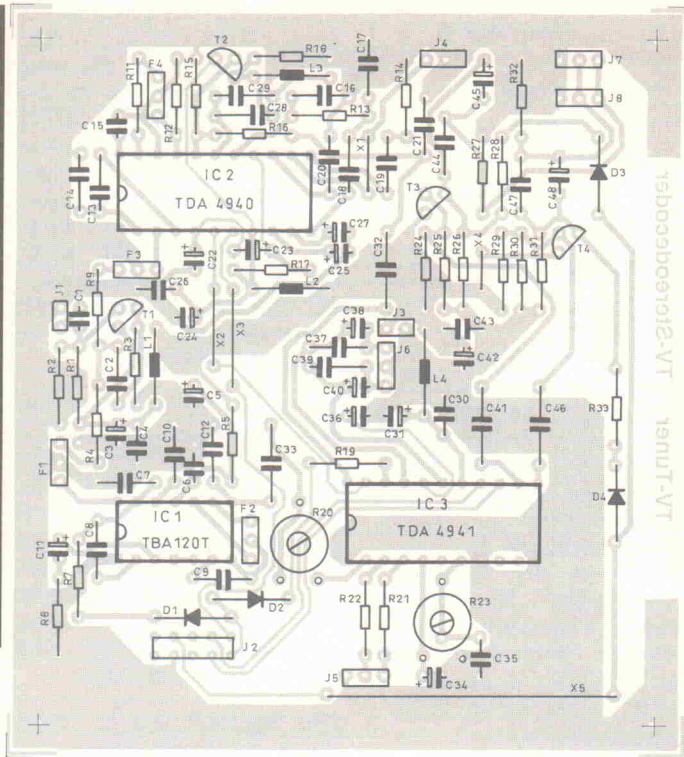 T2
R18
C17
J4
J7
F4
R11
R15
L3
R14
C45
R32
C29
C16
J8
R12
C28
R13
C15
R16
C21
C44
X1
C20
C18
C19
R27
R28
D3
C14
C13
IC 2
TDA 4940
T3
C47
C48
C27
C23
C25
T4
C22
C32
R24
R25
R26
X4
R29
R30
R31
F3
R17
C26
L2
R9
J1
C1
T1
C24
X2
X3
C38
J3
C43
C37
J6
C39
C42
R2
R1
C2
R3
L1
L4
C5
C40
R33
R4
C3
C4
C10
C12
R5
C36
C31
C30
C41
C46
F1
C6
C33
C7
R19
D4
IC 1
TBA120T
F2
R20
IC 3
TDA 4941
C11
C8
R7
C9
R8
D2
R22
R21
R23
D1
J2
C35
J5
C34
X5
TV-Tuner TV-Stereodecoder